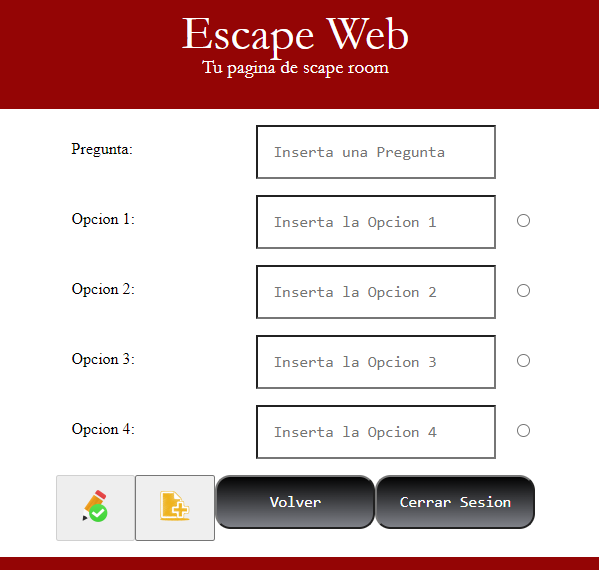 Escape Web
Tu pagina de scape room
Pregunta: Inserta una Pregunta
Opcion 1: Inserta la Opcion 1
Opcion 2: Inserta la Opcion 2
Opcion 3: Inserta la Opcion 3
Opcion 4: Inserta la Opcion 4
Volver Cerrar Sesion